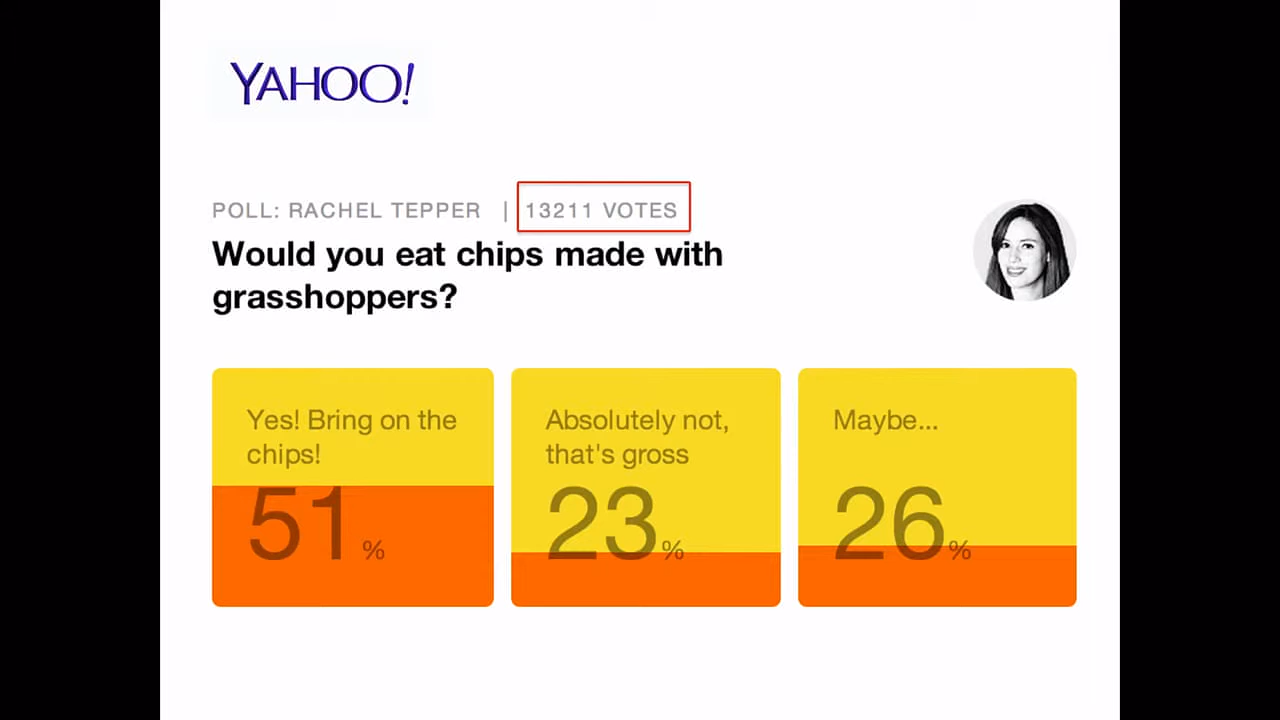 YAHOO!
POLL: RACHEL TEPPER | 13211 VOTES
Would you eat chips made with
grasshoppers?
Yes! Bring on the
chips!
51 %
Absolutely not,
that's gross
23 %
Maybe...
26 %